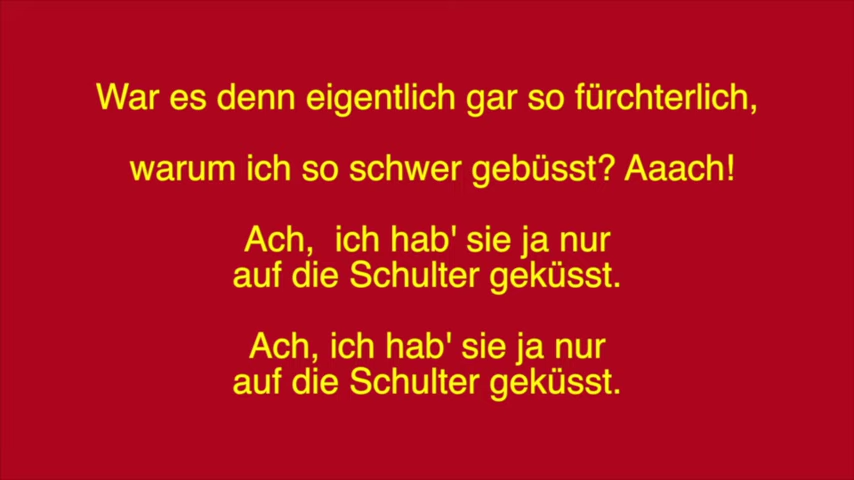 War es denn eigentlich gar so fürchterlich,
warum ich so schwer gebüsst? Aaach!
Ach,  ich hab' sie ja nur
auf die Schulter geküsst.
Ach, ich hab' sie ja nur
auf die Schulter geküsst.